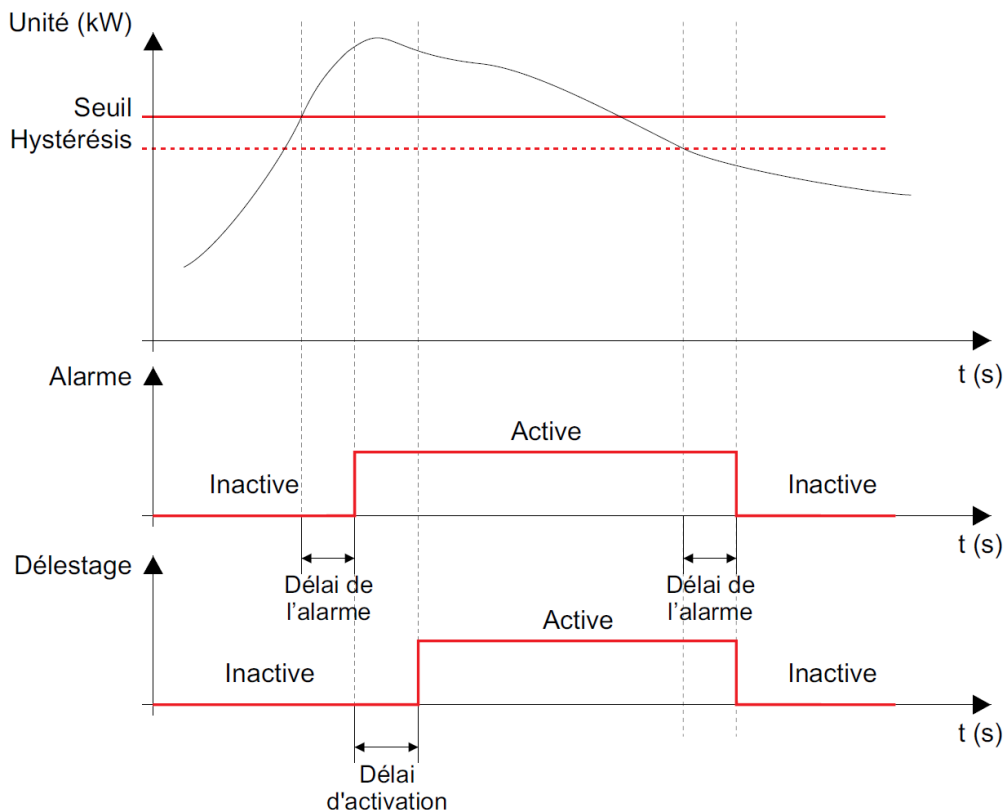 Unité (kW)
Seuil
Hystérésis
t (s)
Alarme
Active
Inactive
Inactive
t (s)
Délestage
Délai de
l'alarme
Délai de
l'alarme
Active
Inactive
Inactive
t (s)
Délai
d'activation